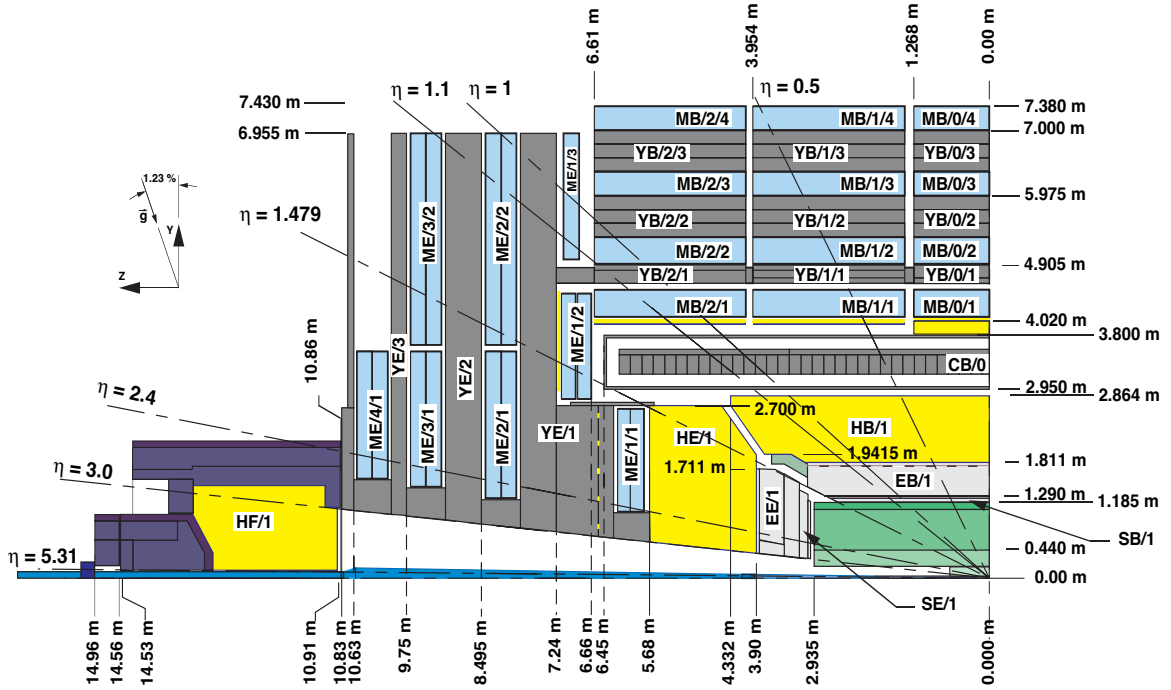 6.61 m
3.954 m
1.268 m
0.00 m
η = 1.1
η = 1
η = 0.5
7.430 m
6.955 m
7.380 m
7.000 m
MB/2/4
MB/1/4
MB/0/4
YB/2/3
YB/1/3
YB/0/3
ME/1/3
1.23 %
g
Y
Z
MB/2/3
MB/1/3
MB/0/3
5.975 m
η = 1.479
ME/3/2
ME/2/2
YB/2/2
YB/1/2
YB/0/2
MB/2/2
MB/1/2
MB/0/2
4.905 m
YB/2/1
YB/1/1
YB/0/1
MB/2/1
MB/1/1
MB/0/1
4.020 m
3.800 m
10.86 m
YE/3
YE/2
ME/1/2
CB/0
2.950 m
2.864 m
η = 2.4
2.700 m
ME/4/1
ME/3/1
ME/2/1
YE/1
ME/1/1
HE/1
HB/1
1.711 m
1.9415 m
1.811 m
η = 3.0
EB/1
1.290 m
1.185 m
EE/1
HF/1
SB/1
η = 5.31
0.440 m
0.00 m
SE/1
14.96 m
14.56 m
14.53 m
10.91 m
10.83 m
10.63 m
9.75 m
8.495 m
7.24 m
6.66 m
6.45 m
5.68 m
4.332 m
3.90 m
2.935 m
0.000 m